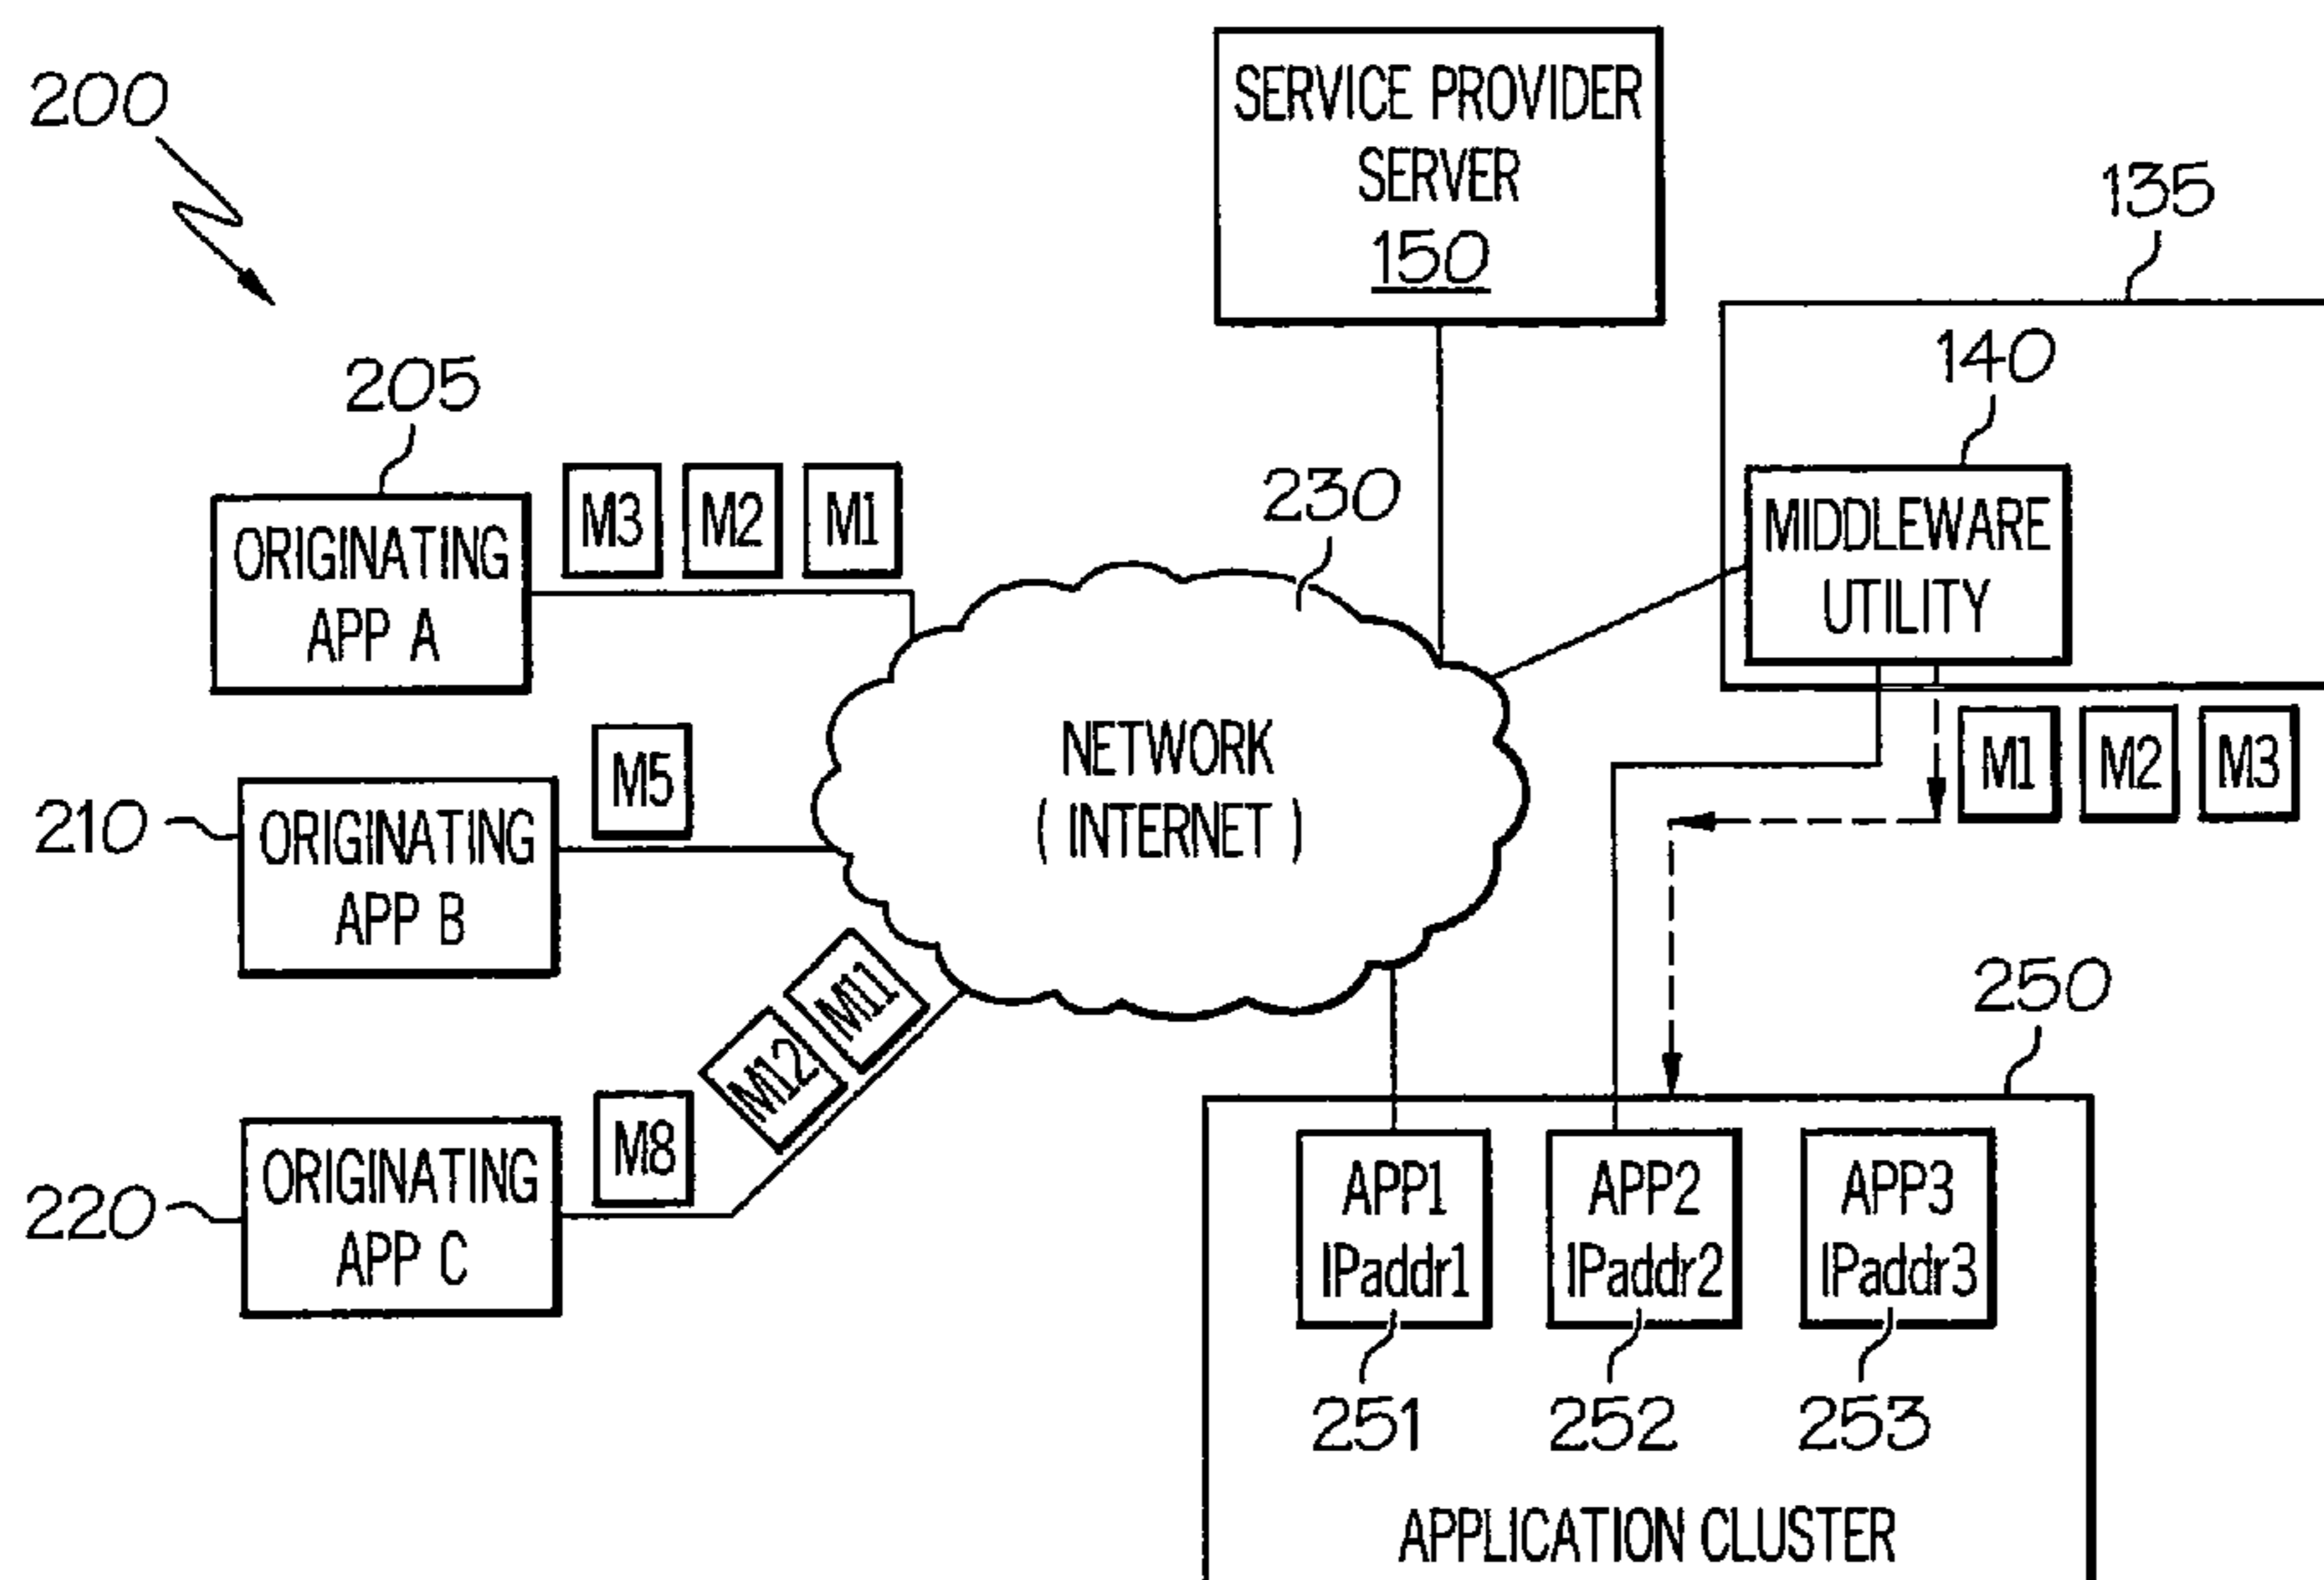 200
SERVICE PROVIDER
SERVER
150
135
140
MIDDLEWARE
UTILITY
205
ORIGINATING
APP A
M3 M2 M1
230
NETWORK
( INTERNET )
M1 M2 M3
210
ORIGINATING
APP B
M5
220
ORIGINATING
APP C
M8
M12
M11
250
APP1
IPaddr1
251
APP2
IPaddr2
252
APP3
IPaddr3
253
APPLICATION CLUSTER